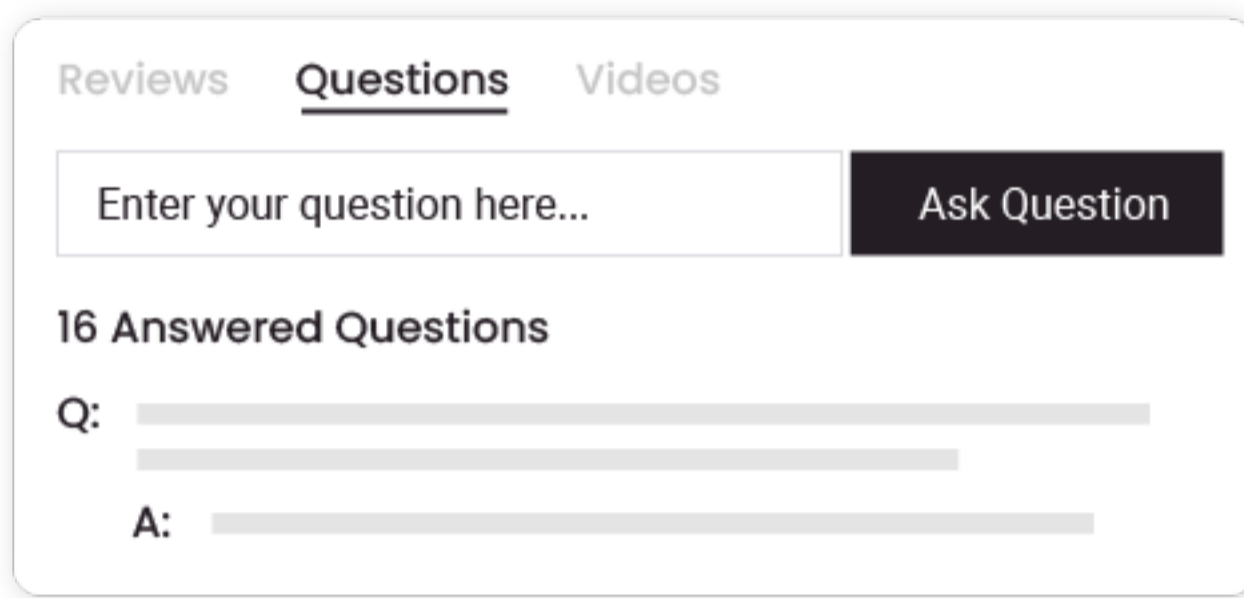 Reviews Questions Videos
Enter your question here... Ask Question
16 Answered Questions
Q:
A: